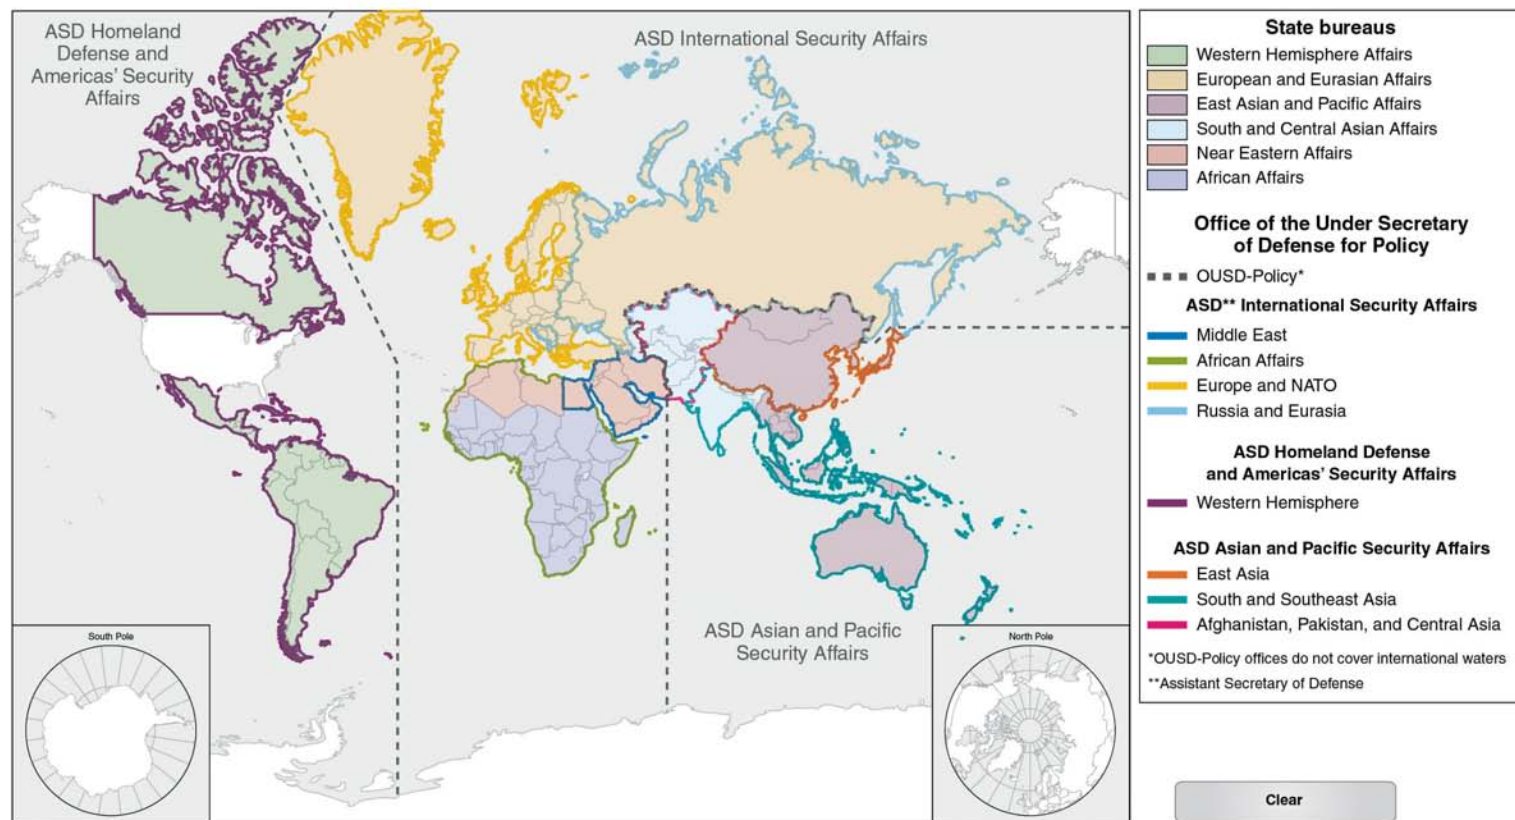 ASD Homeland
Defense and
Americas’ Security
Affairs
ASD International Security Affairs
ASD Asian and Pacific
Security Affairs
South Pole
North Pole
State bureaus
Western Hemisphere Affairs
European and Eurasian Affairs
East Asian and Pacific Affairs
South and Central Asian Affairs
Near Eastern Affairs
African Affairs
Office of the Under Secretary
of Defense for Policy
OUSD-Policy*
ASD** International Security Affairs
Middle East
African Affairs
Europe and NATO
Russia and Eurasia
ASD Homeland Defense
and Americas’ Security Affairs
Western Hemisphere
ASD Asian and Pacific Security Affairs
East Asia
South and Southeast Asia
Afghanistan, Pakistan, and Central Asia
*OUSD-Policy offices do not cover international waters
**Assistant Secretary of Defense
Clear